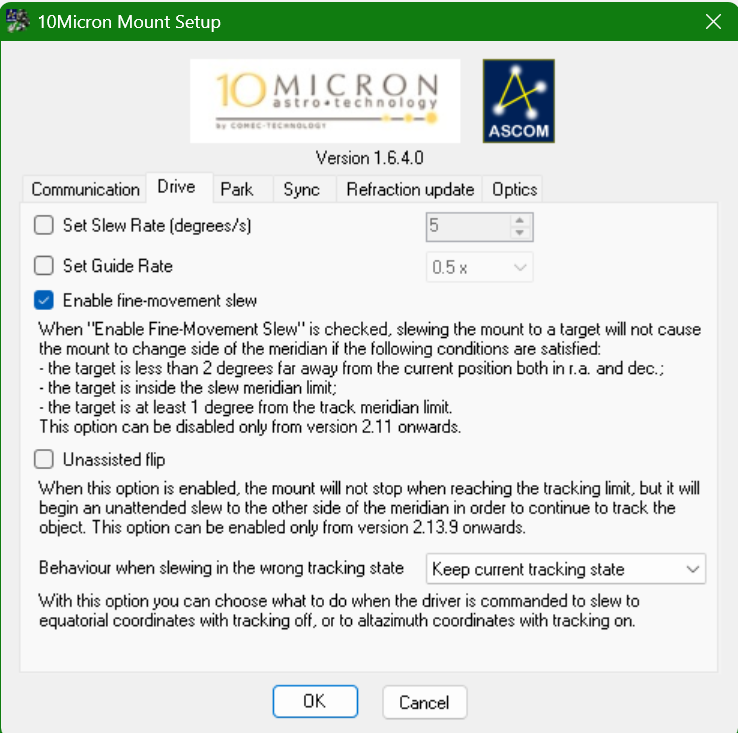 10Micron Mount Setup
10MICRON
astro•technology
by COMEC-TECHNOLOGY
ASCOM
Version 1.6.4.0
Communication Drive Park Sync Refraction update Optics
Set Slew Rate (degrees/s) 5
Set Guide Rate 0.5 x
Enable fine-movement slew
When "Enable Fine-Movement Slew" is checked, slewing the mount to a target will not cause
the mount to change side of the meridian if the following conditions are satisfied:
- the target is less than 2 degrees far away from the current position both in r.a. and dec.;
- the target is inside the slew meridian limit;
- the target is at least 1 degree from the track meridian limit.
This option can be disabled only from version 2.11 onwards.
Unassisted flip
When this option is enabled, the mount will not stop when reaching the tracking limit, but it will
begin an unattended slew to the other side of the meridian in order to continue to track the
object. This option can be enabled only from version 2.13.9 onwards.
Behaviour when slewing in the wrong tracking state Keep current tracking state
With this option you can choose what to do when the driver is commanded to slew to
equatorial coordinates with tracking off, or to altazimuth coordinates with tracking on.
OK Cancel